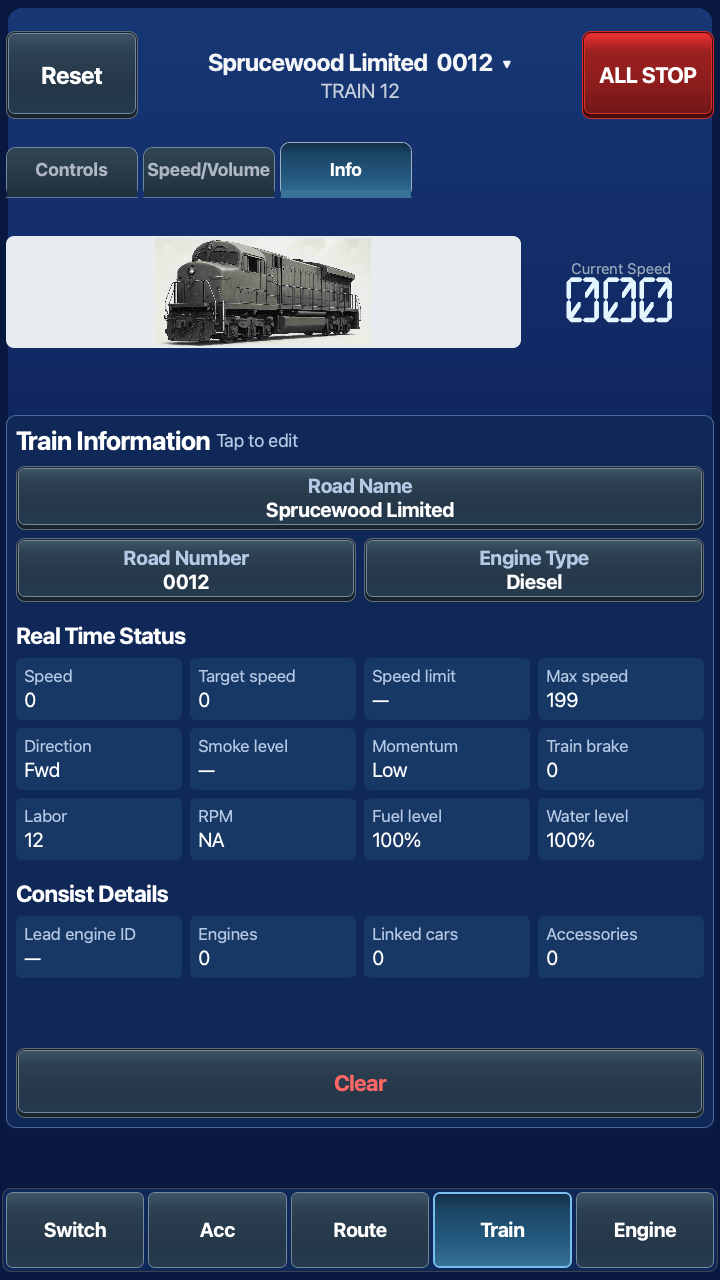 Reset
Sprucewood Limited 0012 ▼
TRAIN 12
ALL STOP
Controls
Speed/Volume
Info
Current Speed
000
Train Information Tap to edit
Road Name
Sprucewood Limited
Road Number
0012
Engine Type
Diesel
Real Time Status
Speed
0
Target speed
0
Speed limit
—
Max speed
199
Direction
Fwd
Smoke level
—
Momentum
Low
Train brake
0
Labor
12
RPM
NA
Fuel level
100%
Water level
100%
Consist Details
Lead engine ID
—
Engines
0
Linked cars
0
Accessories
0
Clear
Switch
Acc
Route
Train
Engine